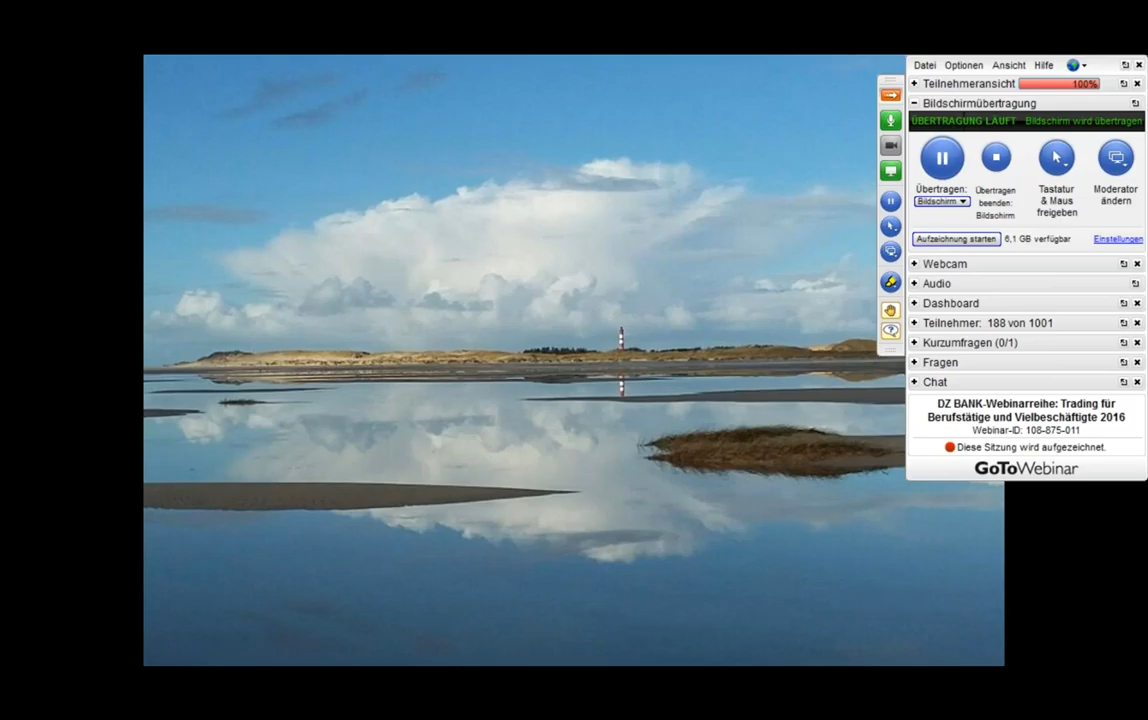 Datei Optionen Ansicht Hilfe
Teilnehmeransicht 100%
Bildschirmübertragung
ÜBERTRAGUNG LÄUFT Bildschirm wird übertragen
Übertragen:
Bildschirm
Übertragen
beenden:
Bildschirm
Tastatur
& Maus
freigeben
Moderator
ändern
Aufzeichnung starten 6,1 GB verfügbar Einstellungen
Webcam
Audio
Dashboard
Teilnehmer: 188 von 1001
Kurzumfragen (0/1)
Fragen
Chat
DZ BANK-Webinarreihe: Trading für
Berufstätige und Vielbeschäftigte 2016
Webinar-ID: 108-875-011
Diese Sitzung wird aufgezeichnet.
GoToWebinar